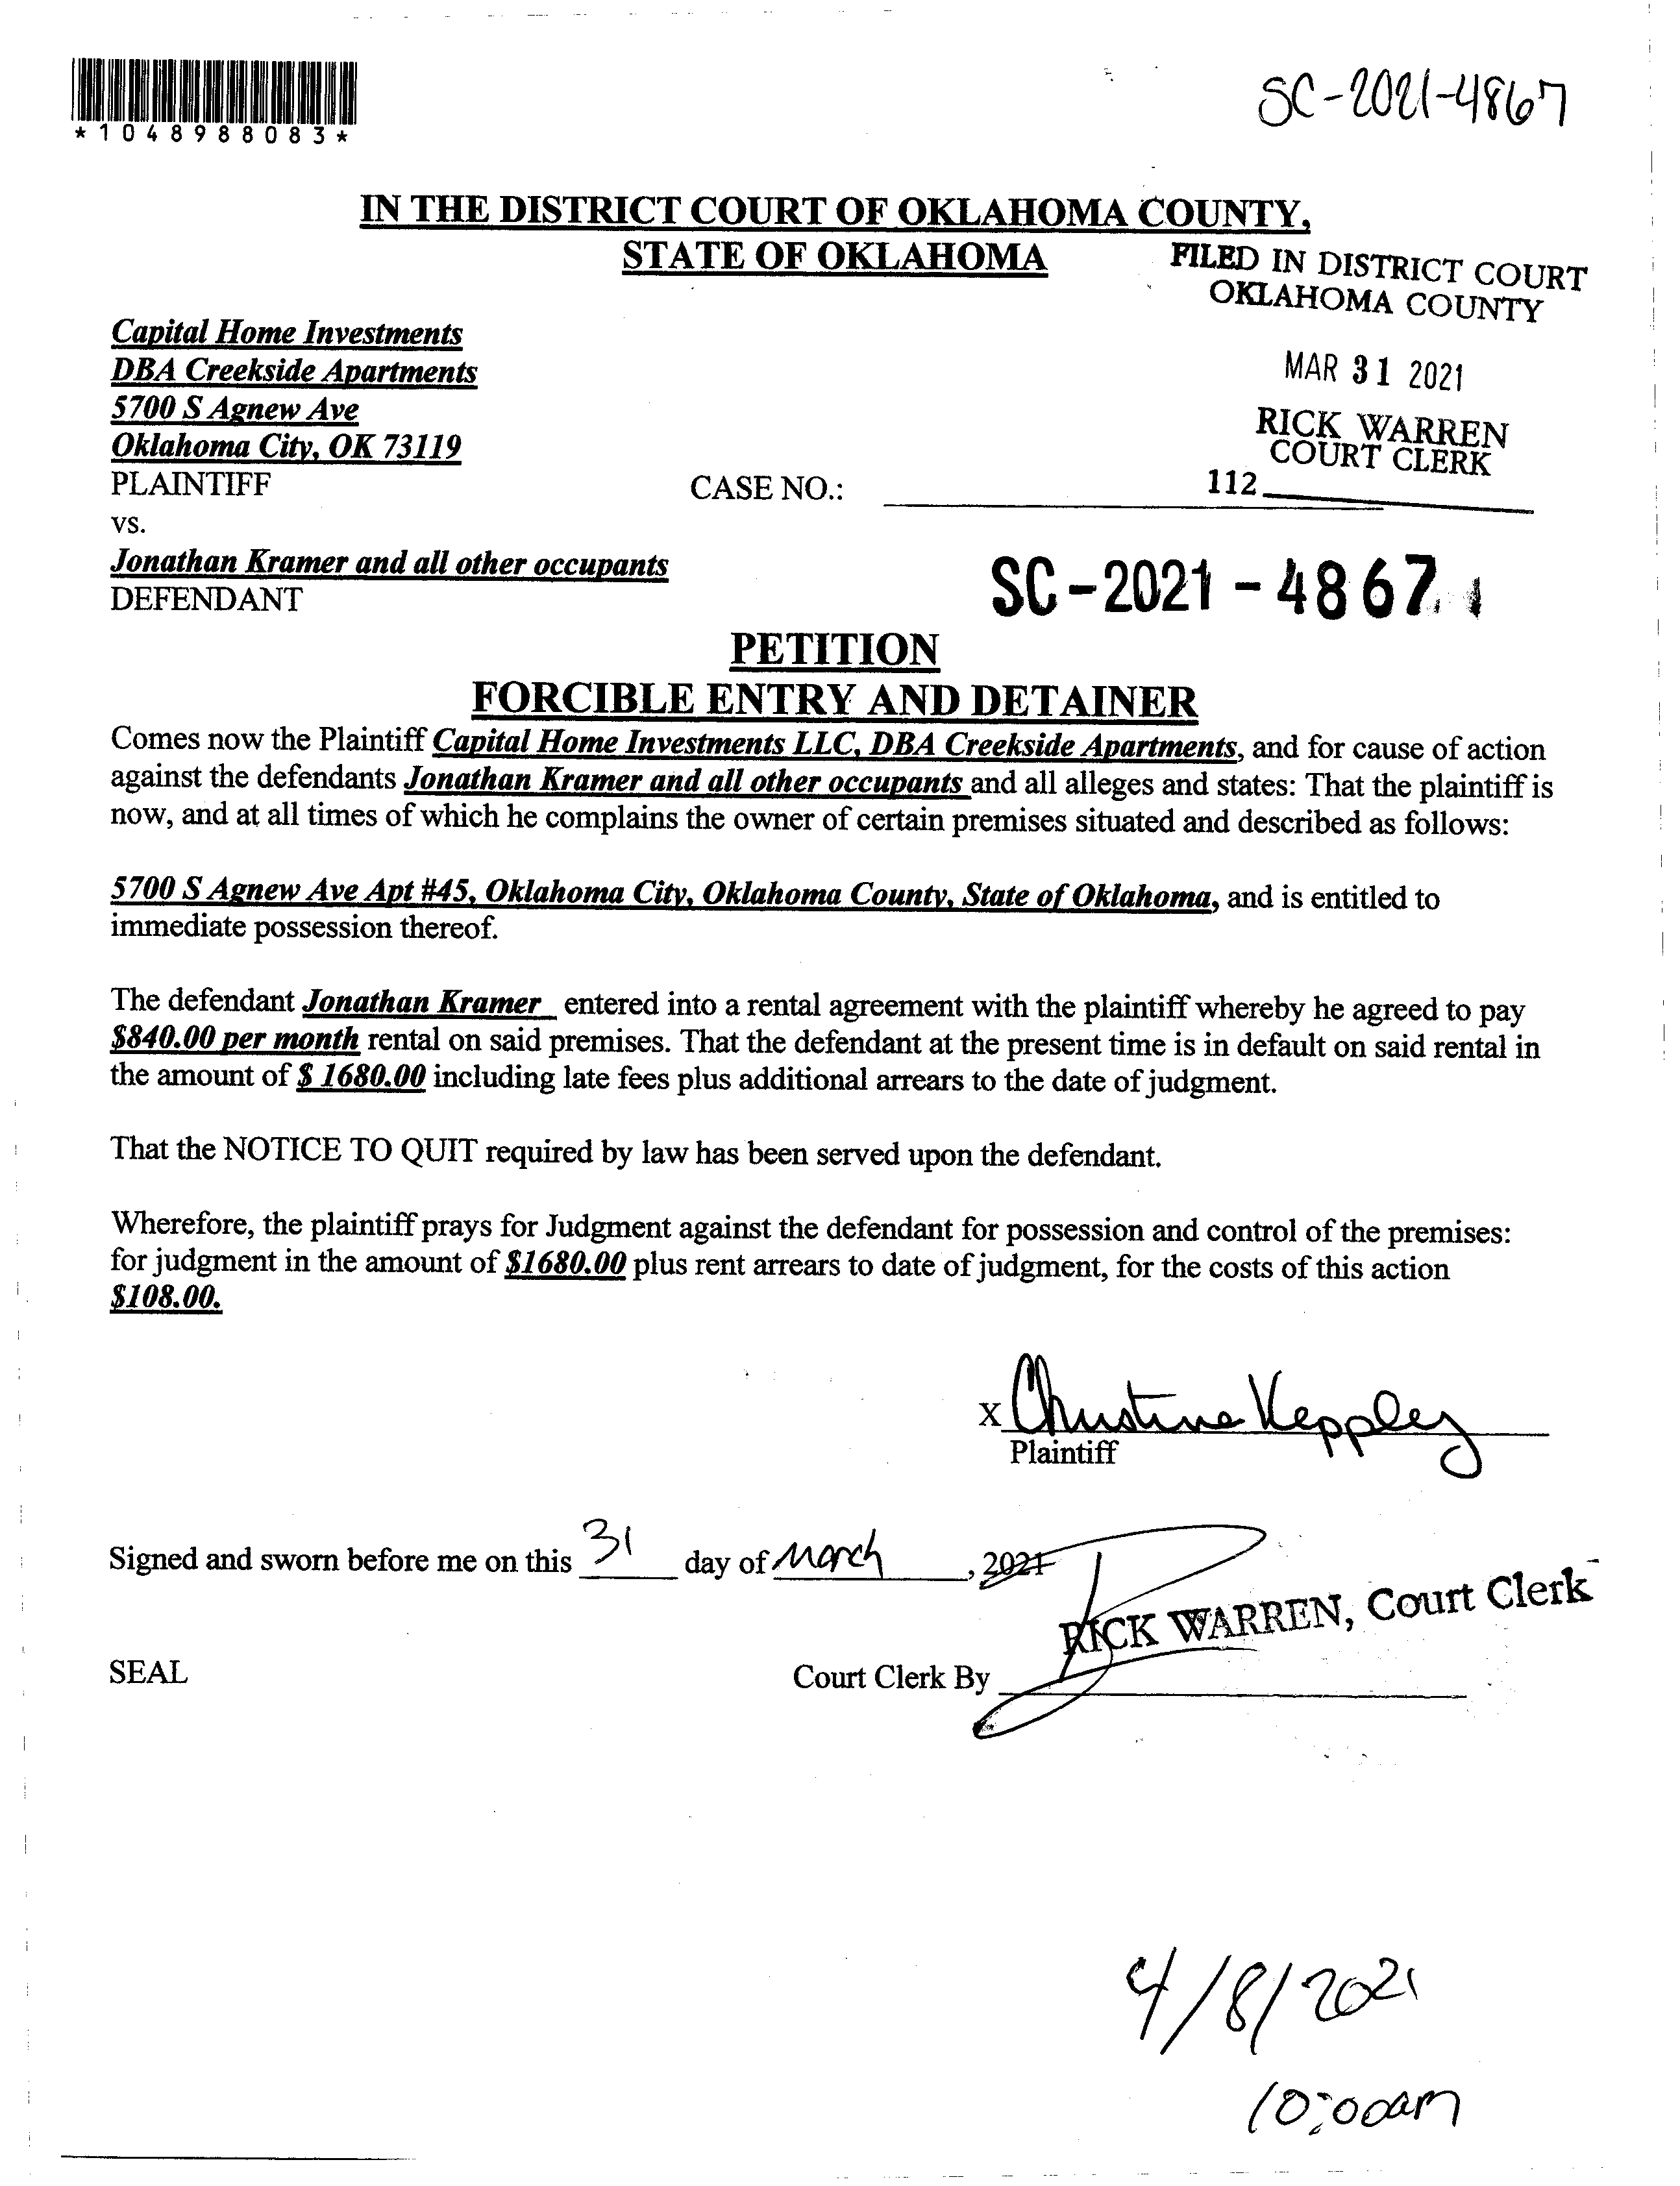 SC-2021-4867
*1048988083*
IN THE DISTRICT COURT OF OKLAHOMA COUNTY,
STATE OF OKLAHOMA
FILED IN DISTRICT COURT
OKLAHOMA COUNTY
MAR 31 2021
RICK WARREN
COURT CLERK
112
Capital Home Investments
DBA Creekside Apartments
5700 S Agnew Ave
Oklahoma City, OK 73119
PLAINTIFF
CASE NO.:
vs.
Jonathan Kramer and all other occupants
DEFENDANT
SC-2021-4867
PETITION
FORCIBLE ENTRY AND DETAINER
Comes now the Plaintiff Capital Home Investments LLC, DBA Creekside Apartments, and for cause of action
against the defendants Jonathan Kramer and all other occupants and all alleges and states: That the plaintiff is
now, and at all times of which he complains the owner of certain premises situated and described as follows:
5700 S Agnew Ave Apt #45, Oklahoma City, Oklahoma County, State of Oklahoma, and is entitled to
immediate possession thereof.
The defendant Jonathan Kramer entered into a rental agreement with the plaintiff whereby he agreed to pay
$840.00 per month rental on said premises. That the defendant at the present time is in default on said rental in
the amount of $ 1680.00 including late fees plus additional arrears to the date of judgment.
That the NOTICE TO QUIT required by law has been served upon the defendant.
Wherefore, the plaintiff prays for Judgment against the defendant for possession and control of the premises:
for judgment in the amount of $1680.00 plus rent arrears to date of judgment, for the costs of this action
$108.00.
X Christine Keppley
Plaintiff
Signed and sworn before me on this 31 day of March, 2021
RICK WARREN, Court Clerk
SEAL
Court Clerk By
4/8/2021
10:00am